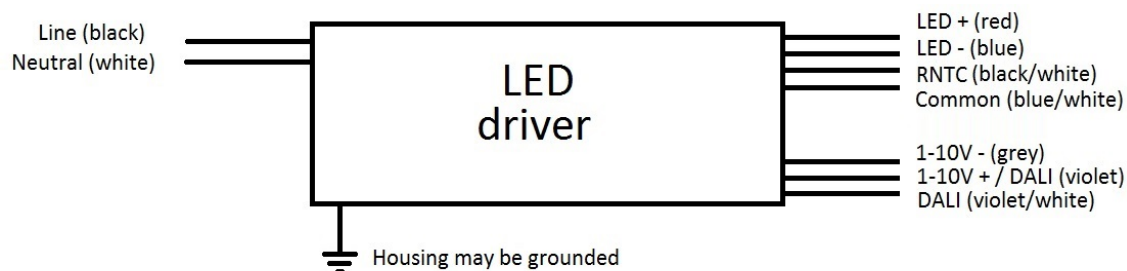 Line (black)
Neutral (white)
LED
driver
LED + (red)
LED - (blue)
RNTC (black/white)
Common (blue/white)
1-10V - (grey)
1-10V + / DALI (violet)
DALI (violet/white)
Housing may be grounded